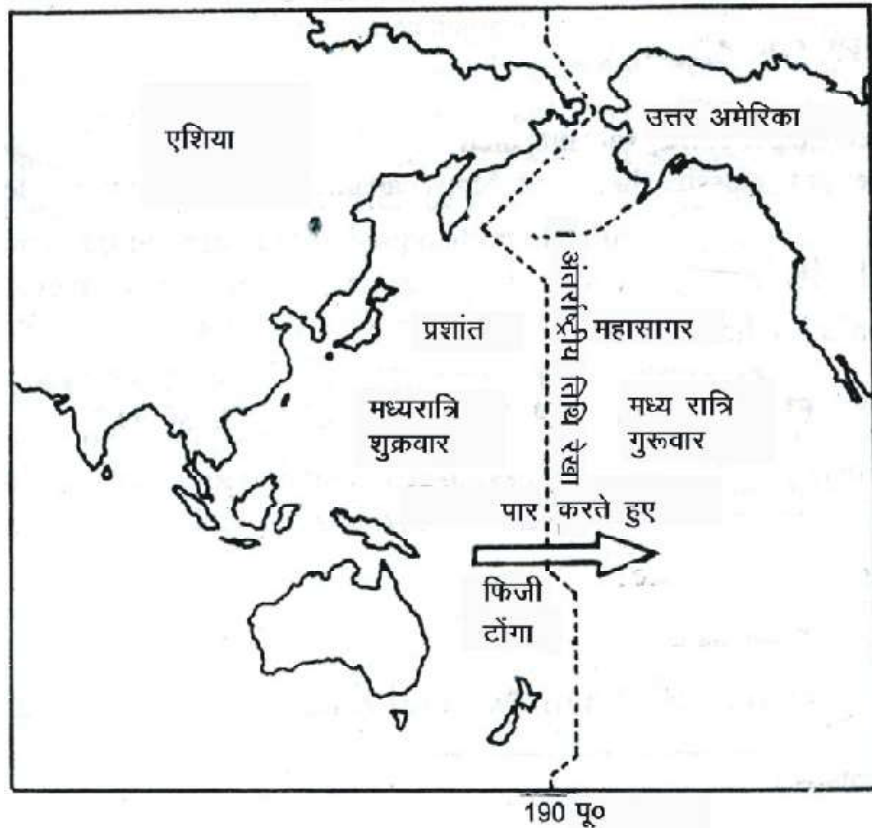 एशिया
उत्तर अमेरिका
अंतर्राष्ट्रीय तिथि रेखा
प्रशांत
महासागर
मध्यरात्रि
शुक्रवार
मध्य रात्रि
गुरूवार
पार करते हुए
फिजी
टोंगा
190 पू०